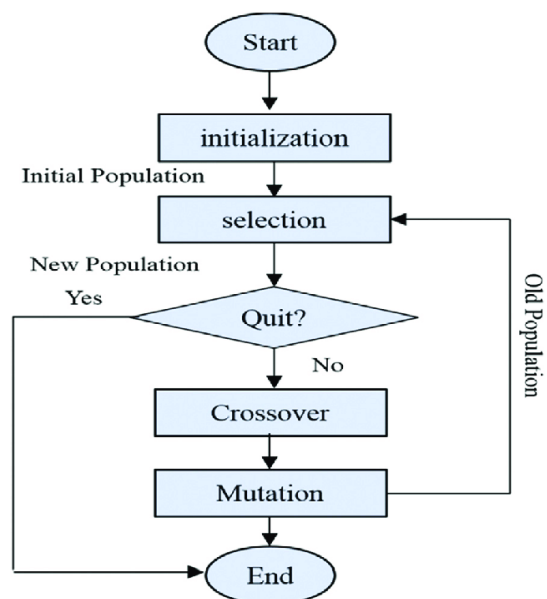 Start
initialization
Initial Population
selection
New Population
Yes
Quit?
Old Population
No
Crossover
Mutation
End